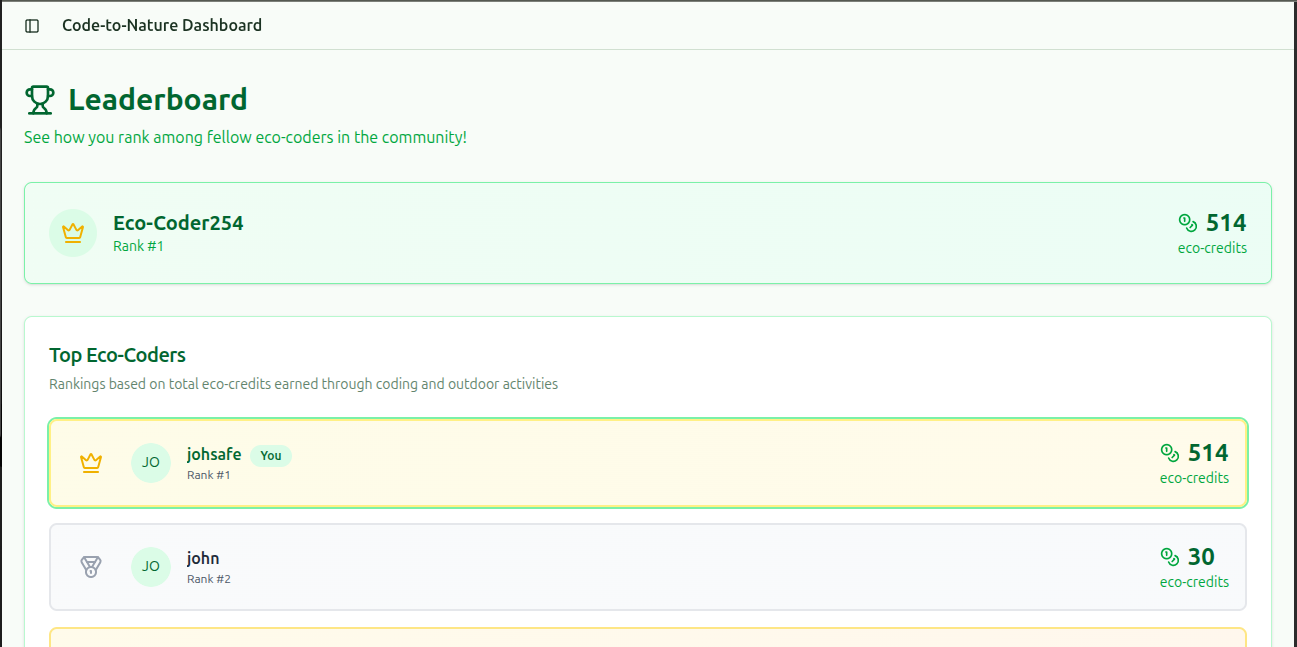 Code-to-Nature Dashboard
Leaderboard
See how you rank among fellow eco-coders in the community!
Eco-Coder254
Rank #1
514
eco-credits
Top Eco-Coders
Rankings based on total eco-credits earned through coding and outdoor activities
JO
johsafe
You
Rank #1
514
eco-credits
JO
john
Rank #2
30
eco-credits